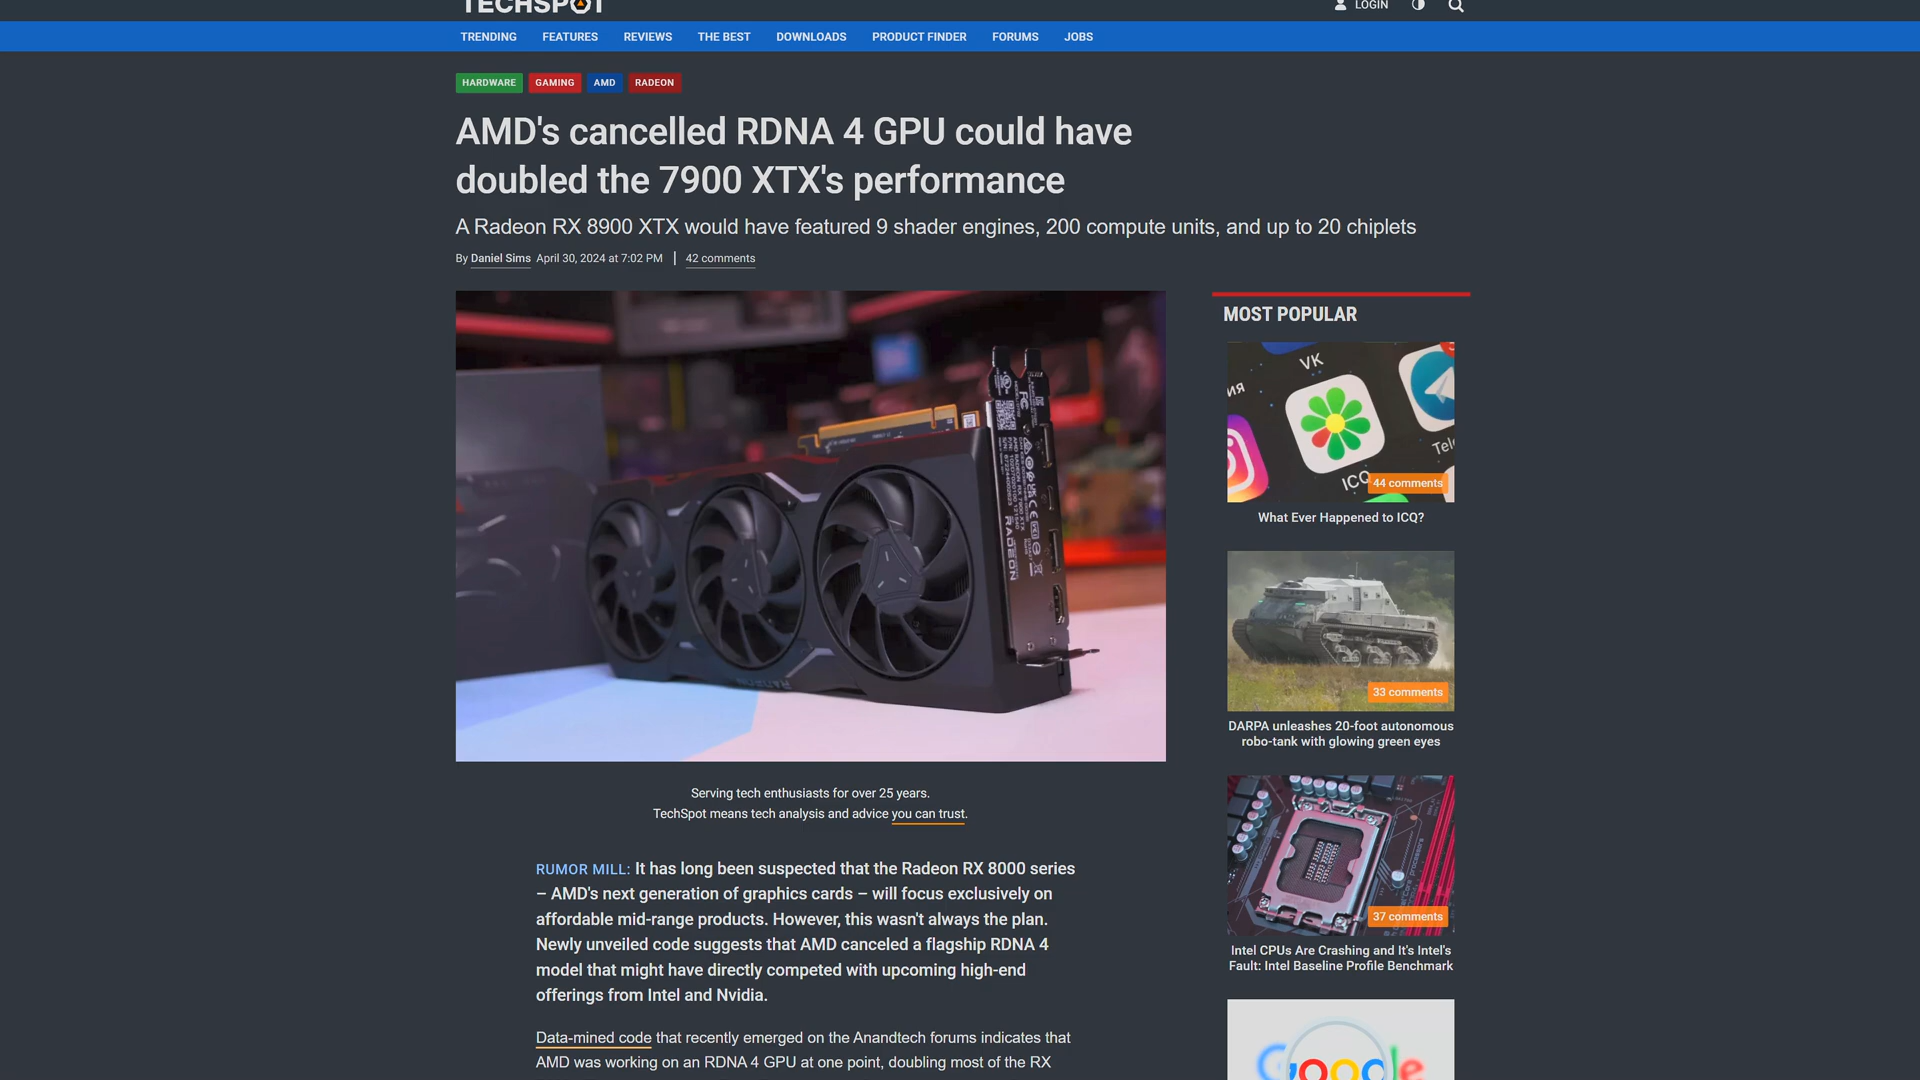 TECHSPOT
LOGIN
TRENDING FEATURES REVIEWS THE BEST DOWNLOADS PRODUCT FINDER FORUMS JOBS
HARDWARE GAMING AMD RADEON
AMD's cancelled RDNA 4 GPU could have
doubled the 7900 XTX's performance
A Radeon RX 8900 XTX would have featured 9 shader engines, 200 compute units, and up to 20 chiplets
By Daniel Sims April 30, 2024 at 7:02 PM | 42 comments
RADEON
Serving tech enthusiasts for over 25 years.
TechSpot means tech analysis and advice you can trust.
RUMOR MILL: It has long been suspected that the Radeon RX 8000 series
– AMD's next generation of graphics cards – will focus exclusively on
affordable mid-range products. However, this wasn't always the plan.
Newly unveiled code suggests that AMD canceled a flagship RDNA 4
model that might have directly competed with upcoming high-end
offerings from Intel and Nvidia.
Data-mined code that recently emerged on the Anandtech forums indicates that
AMD was working on an RDNA 4 GPU at one point, doubling most of the RX
MOST POPULAR
VK
ия
Tel
ICQ
44 comments
What Ever Happened to ICQ?
33 comments
DARPA unleashes 20-foot autonomous
robo-tank with glowing green eyes
37 comments
Intel CPUs Are Crashing and It's Intel's
Fault: Intel Baseline Profile Benchmark
Google